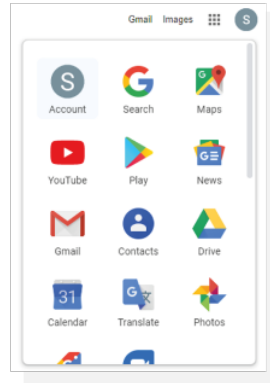 Gmail Images S
S G
Account Search Maps
YouTube Play News
Gmail Contacts Drive
31 G
Calendar Translate Photos